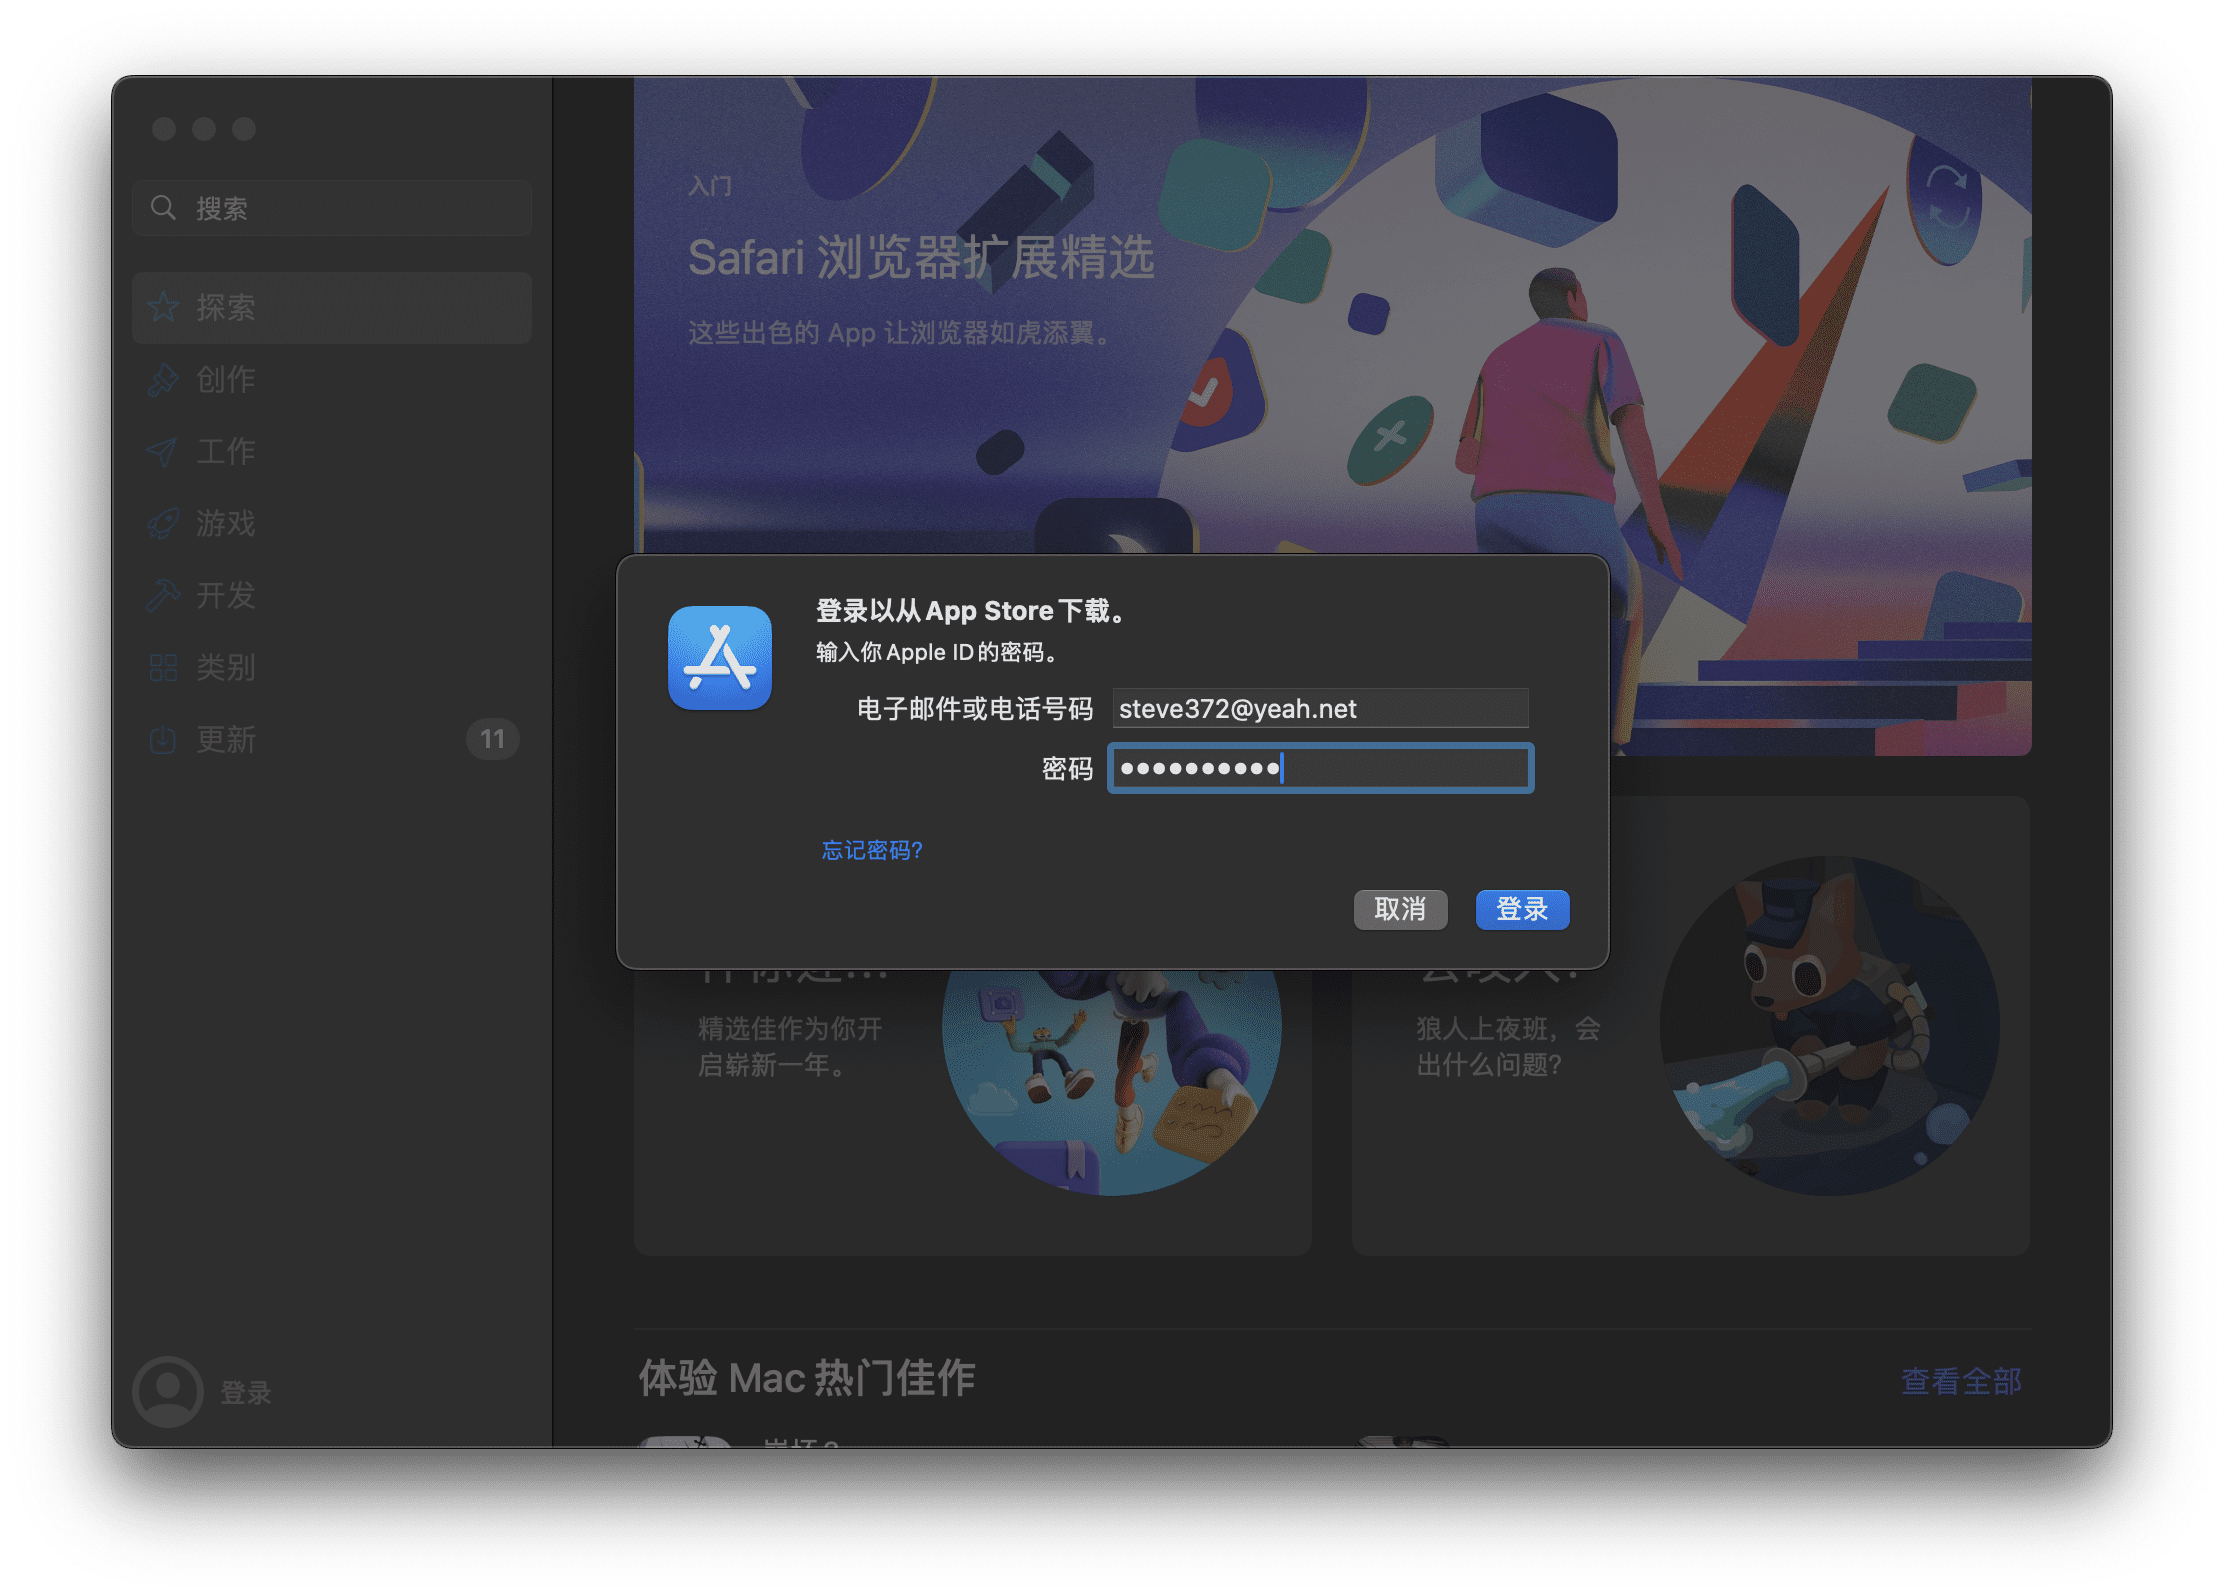 搜索
探索
创作
工作
游戏
开发
类别
更新
11
登录
入门
Safari 浏览器扩展精选
这些出色的 App 让浏览器如虎添翼。
登录以从 App Store 下载。
输入你 Apple ID 的密码。
电子邮件或电话号码
steve372@yeah.net
密码
忘记密码?
取消
登录
精选佳作为你开
启崭新一年。
狼人上夜班，会
出什么问题?
体验 Mac 热门佳作
查看全部